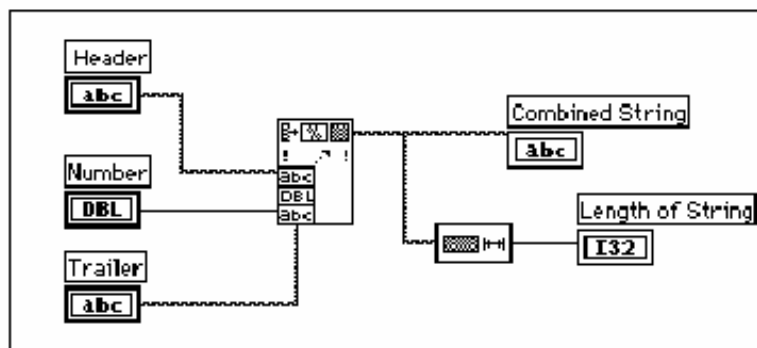 Header
abc
Number
DBL
Trailer
abc
%
! !
abc
DBL
abc
Combined String
abc
Length of String
I32